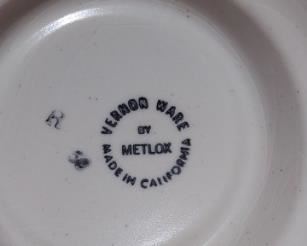 VERNON WARE
BY
METLOX
MADE IN CALIFORNIA
R